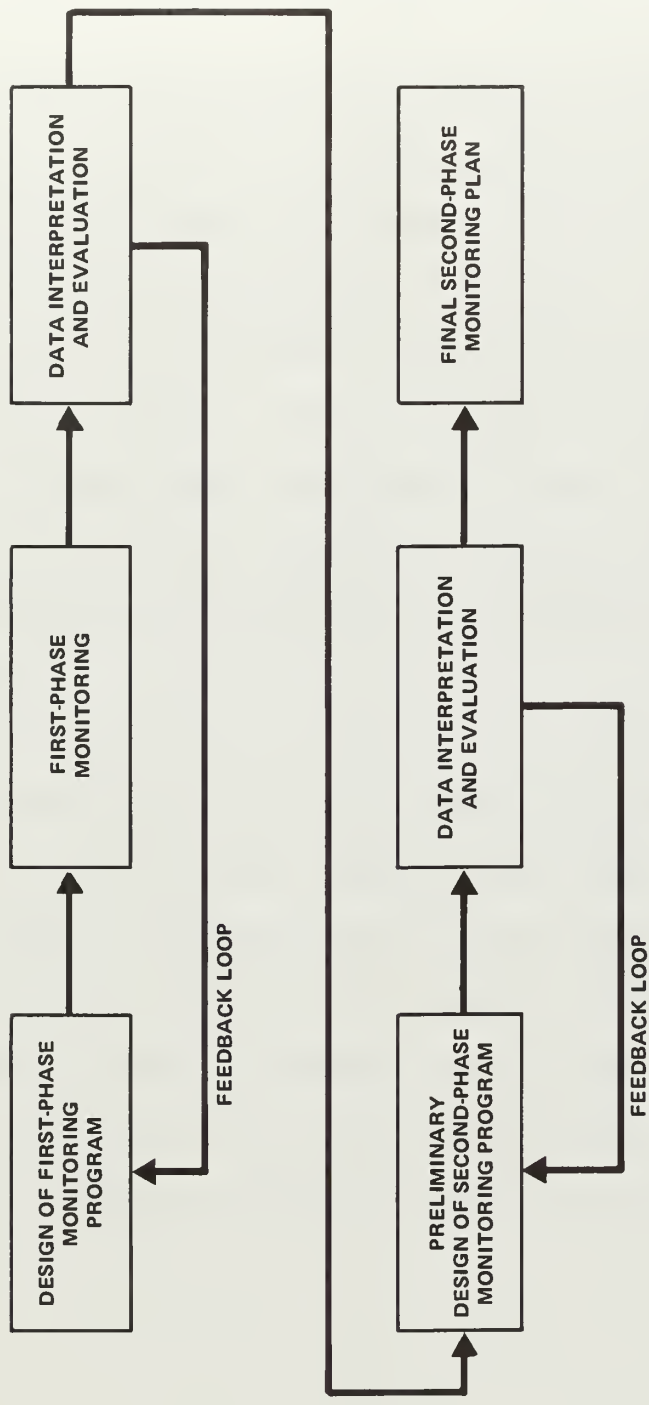 DESIGN OF FIRST-PHASE
MONITORING
PROGRAM
FIRST-PHASE
MONITORING
DATA INTERPRETATION
AND EVALUATION
FEEDBACK LOOP
PRELIMINARY
DESIGN OF SECOND-PHASE
MONITORING PROGRAM
DATA INTERPRETATION
AND EVALUATION
FINAL SECOND-PHASE
MONITORING PLAN
FEEDBACK LOOP